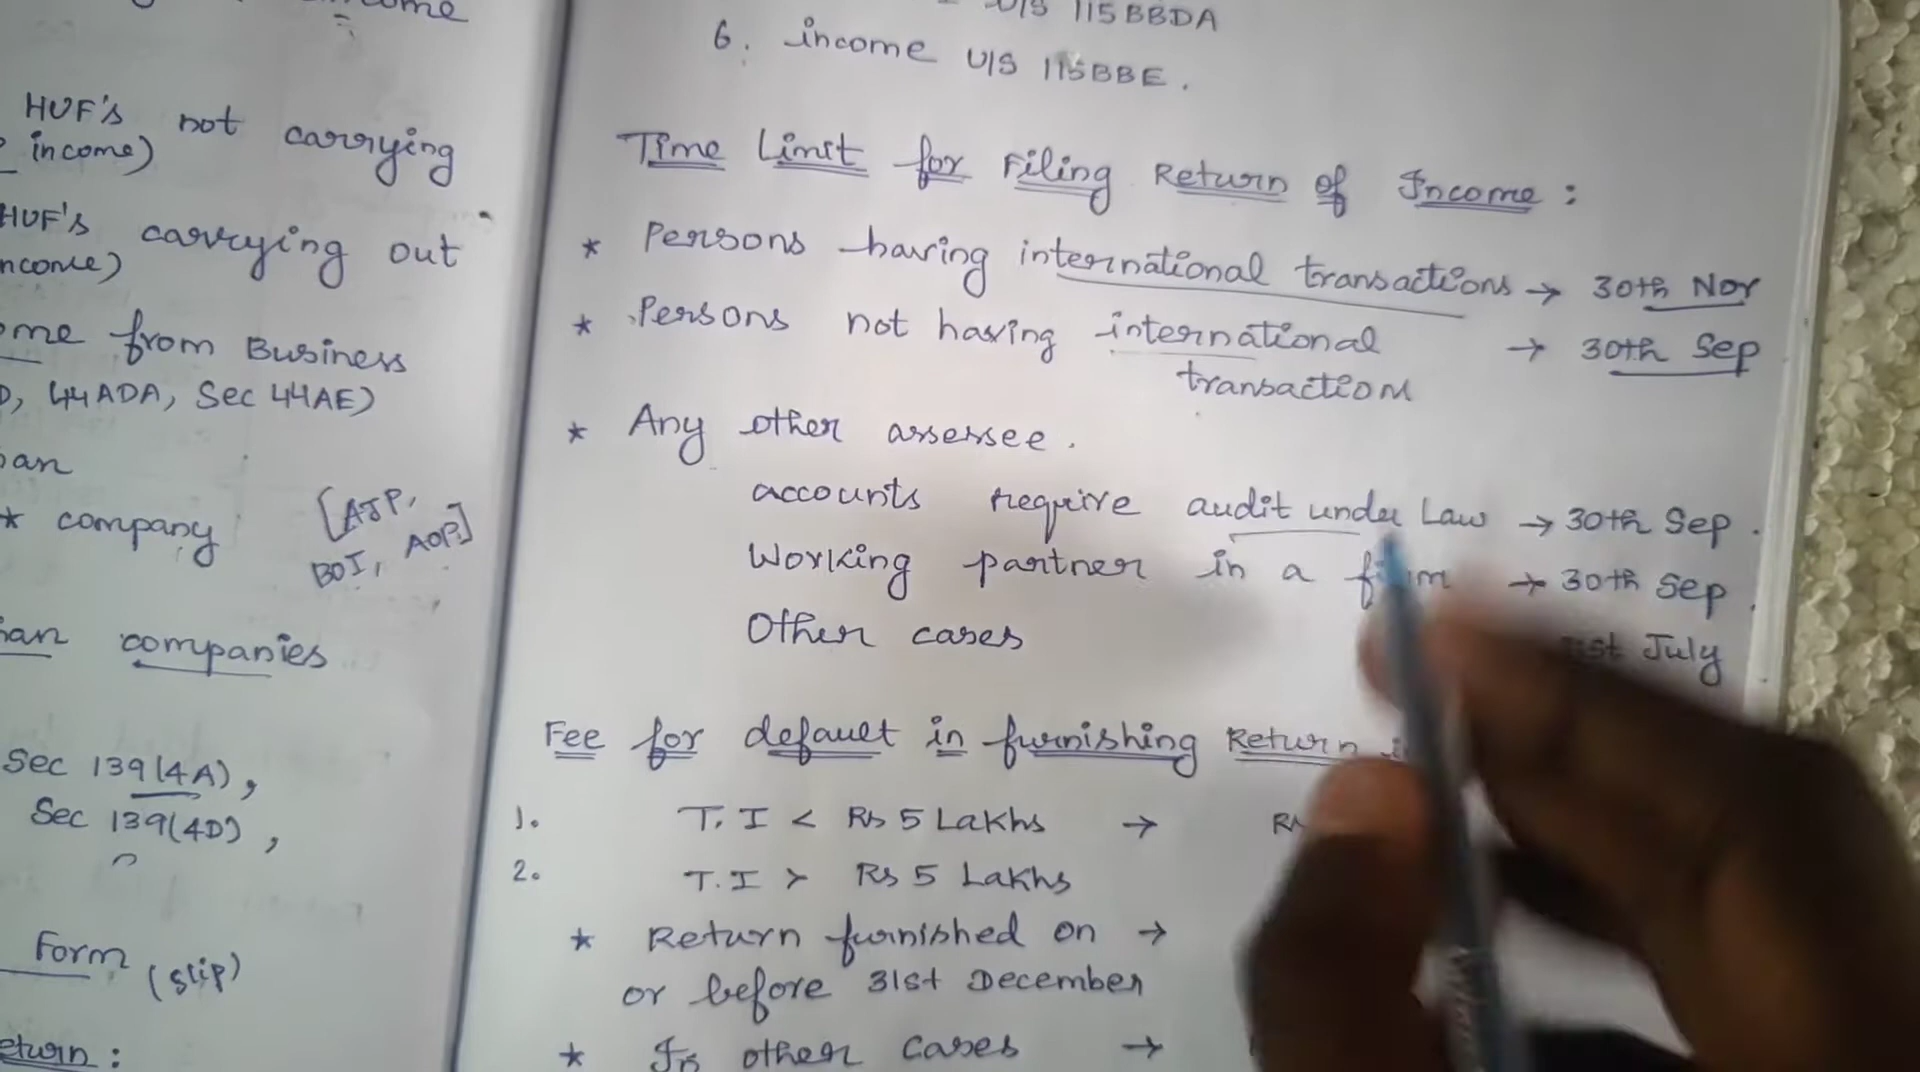 HUF's not carrying
income)
HUF's carrying out
ncome)
me from Business
44ADA, Sec 44AE)
* company [AJP,
BOI, AOP]
companies
Sec 139(4A),
Sec 139(4D),
Form (slip)
eturn:
U/S 115BBDA
6. income U/S 115BBE.
Time Limit for Filing Return of Income:
* Persons having international transactions → 30th Nov
* Persons not having international → 30th Sep
transaction
* Any other assessee.
accounts require audit under Law → 30th Sep.
Working partner in a firm → 30th Sep.
Other cases st July
Fee for default in furnishing Return
1. T.I < Rs 5 Lakhs →
2. T.I > Rs 5 Lakhs
* Return furnished on →
or before 31st December
* In other cases →